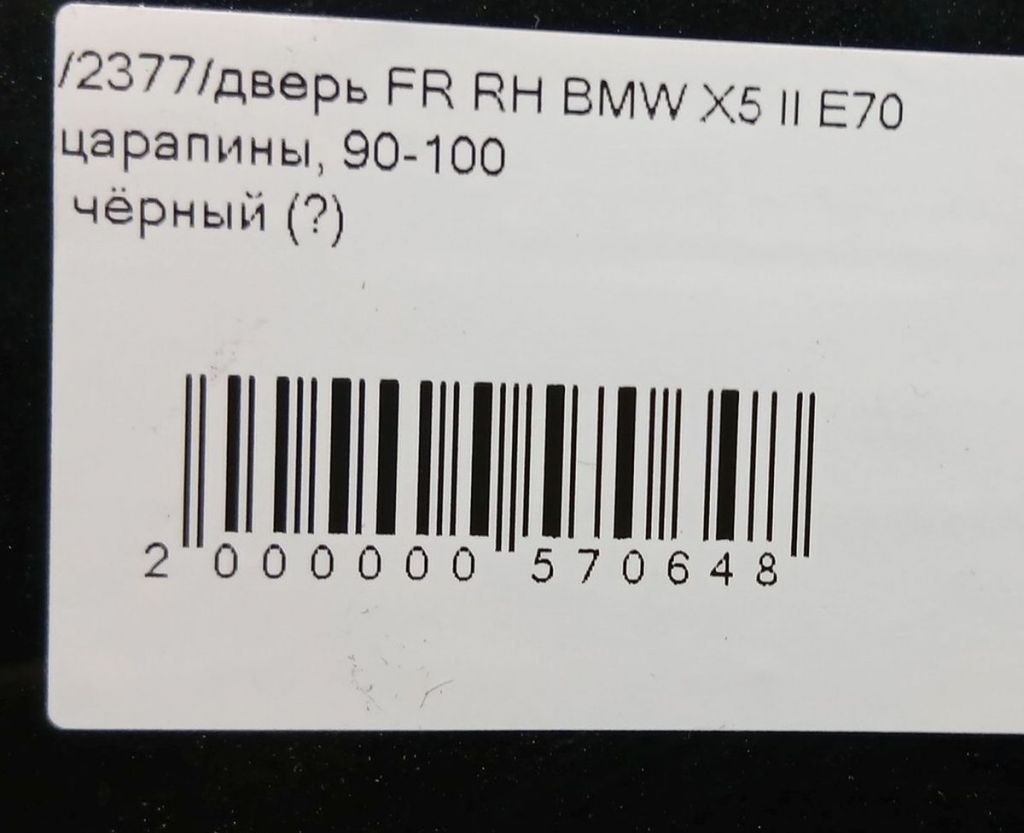 /2377/дверь FR RH BMW X5 II E70
царапины, 90-100
чёрный (?)
2 000000 570648